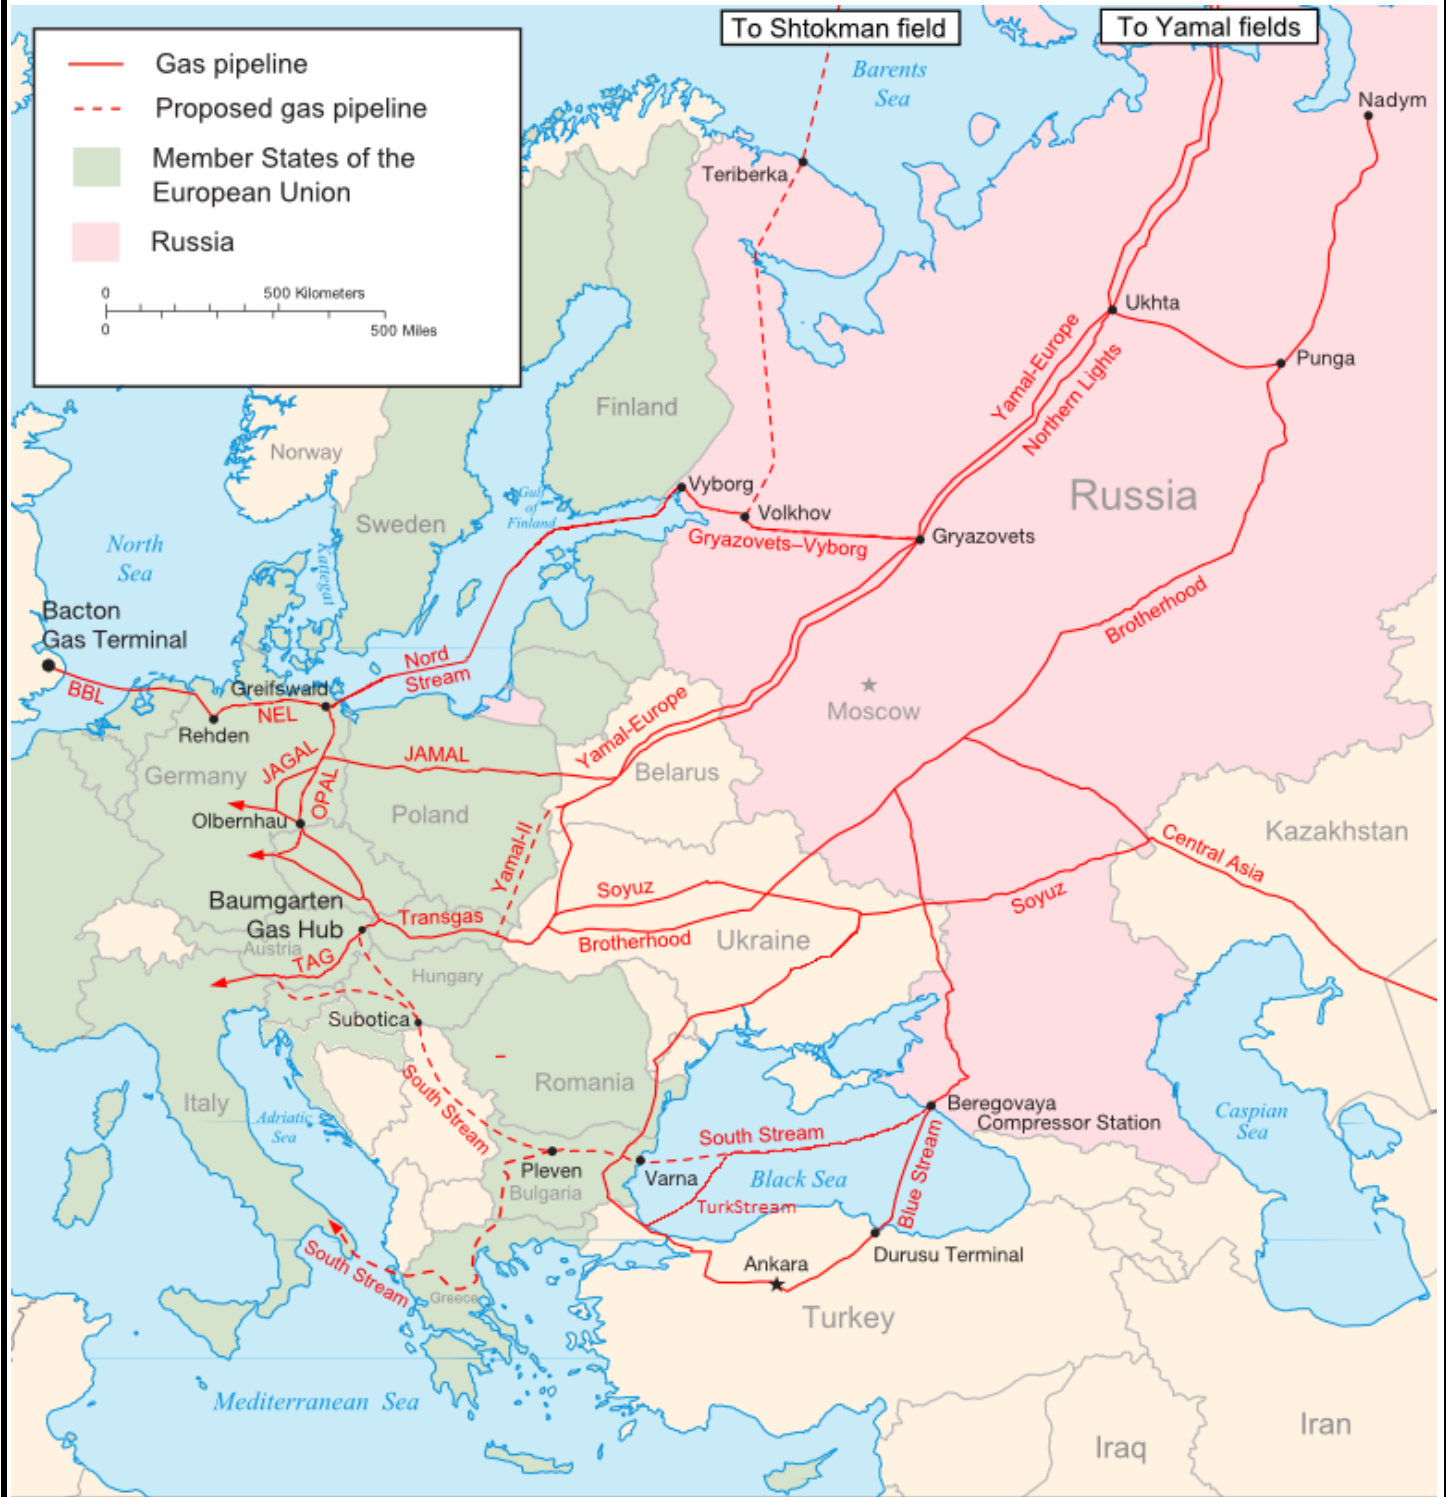 To Shtokman field
To Yamal fields
Gas pipeline
Proposed gas pipeline
Member States of the
European Union
Russia
0
500 Kilometers
0
500 Miles
Barents
Sea
Nadym
Teriberka
Ukhta
Punga
Yamal-Europe
Northern Lights
Finland
Norway
Sweden
Gulf
of
Finland
Vyborg
Volkhov
Gryazovets–Vyborg
Gryazovets
Russia
North
Sea
Kattegat
Brotherhood
Bacton
Gas Terminal
BBL
Greifswald
NEL
Rehden
Nord
Stream
Moscow
Yamal-Europe
Germany
JAGAL
OPAL
JAMAL
Belarus
Olbernhau
Poland
Yamal-II
Kazakhstan
Central Asia
Soyuz
Soyuz
Baumgarten
Gas Hub
Transgas
Brotherhood
Ukraine
Austria
TAG
Hungary
Subotica
South Stream
Romania
Italy
Adriatic
Sea
Beregovaya
Compressor Station
Caspian
Sea
South Stream
Pleven
Bulgaria
Varna
Black Sea
TurkStream
Blue Stream
South Stream
Greece
Ankara
Durusu Terminal
Turkey
Mediterranean Sea
Iraq
Iran